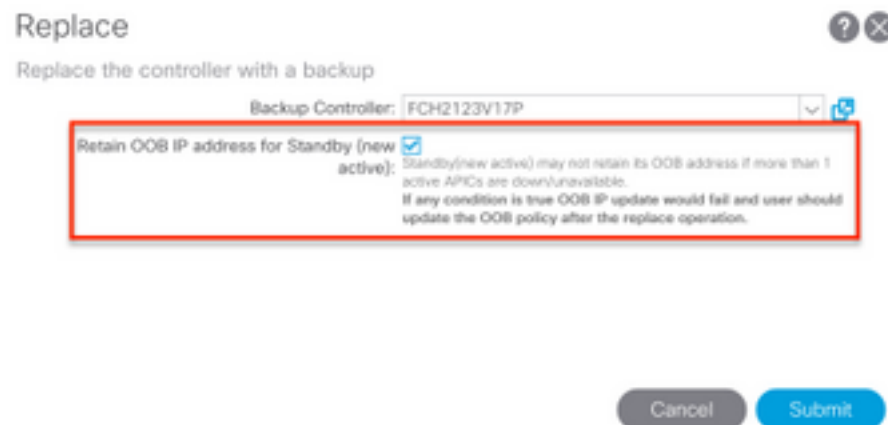 Replace
Replace the controller with a backup
Backup Controller: FCH2123V17P
Retain OOB IP address for Standby (new
active):
Standby(new active) may not retain its OOB address if more than 1
active APICs are down/unavailable.
If any condition is true OOB IP update would fail and user should
update the OOB policy after the replace operation.
Cancel Submit